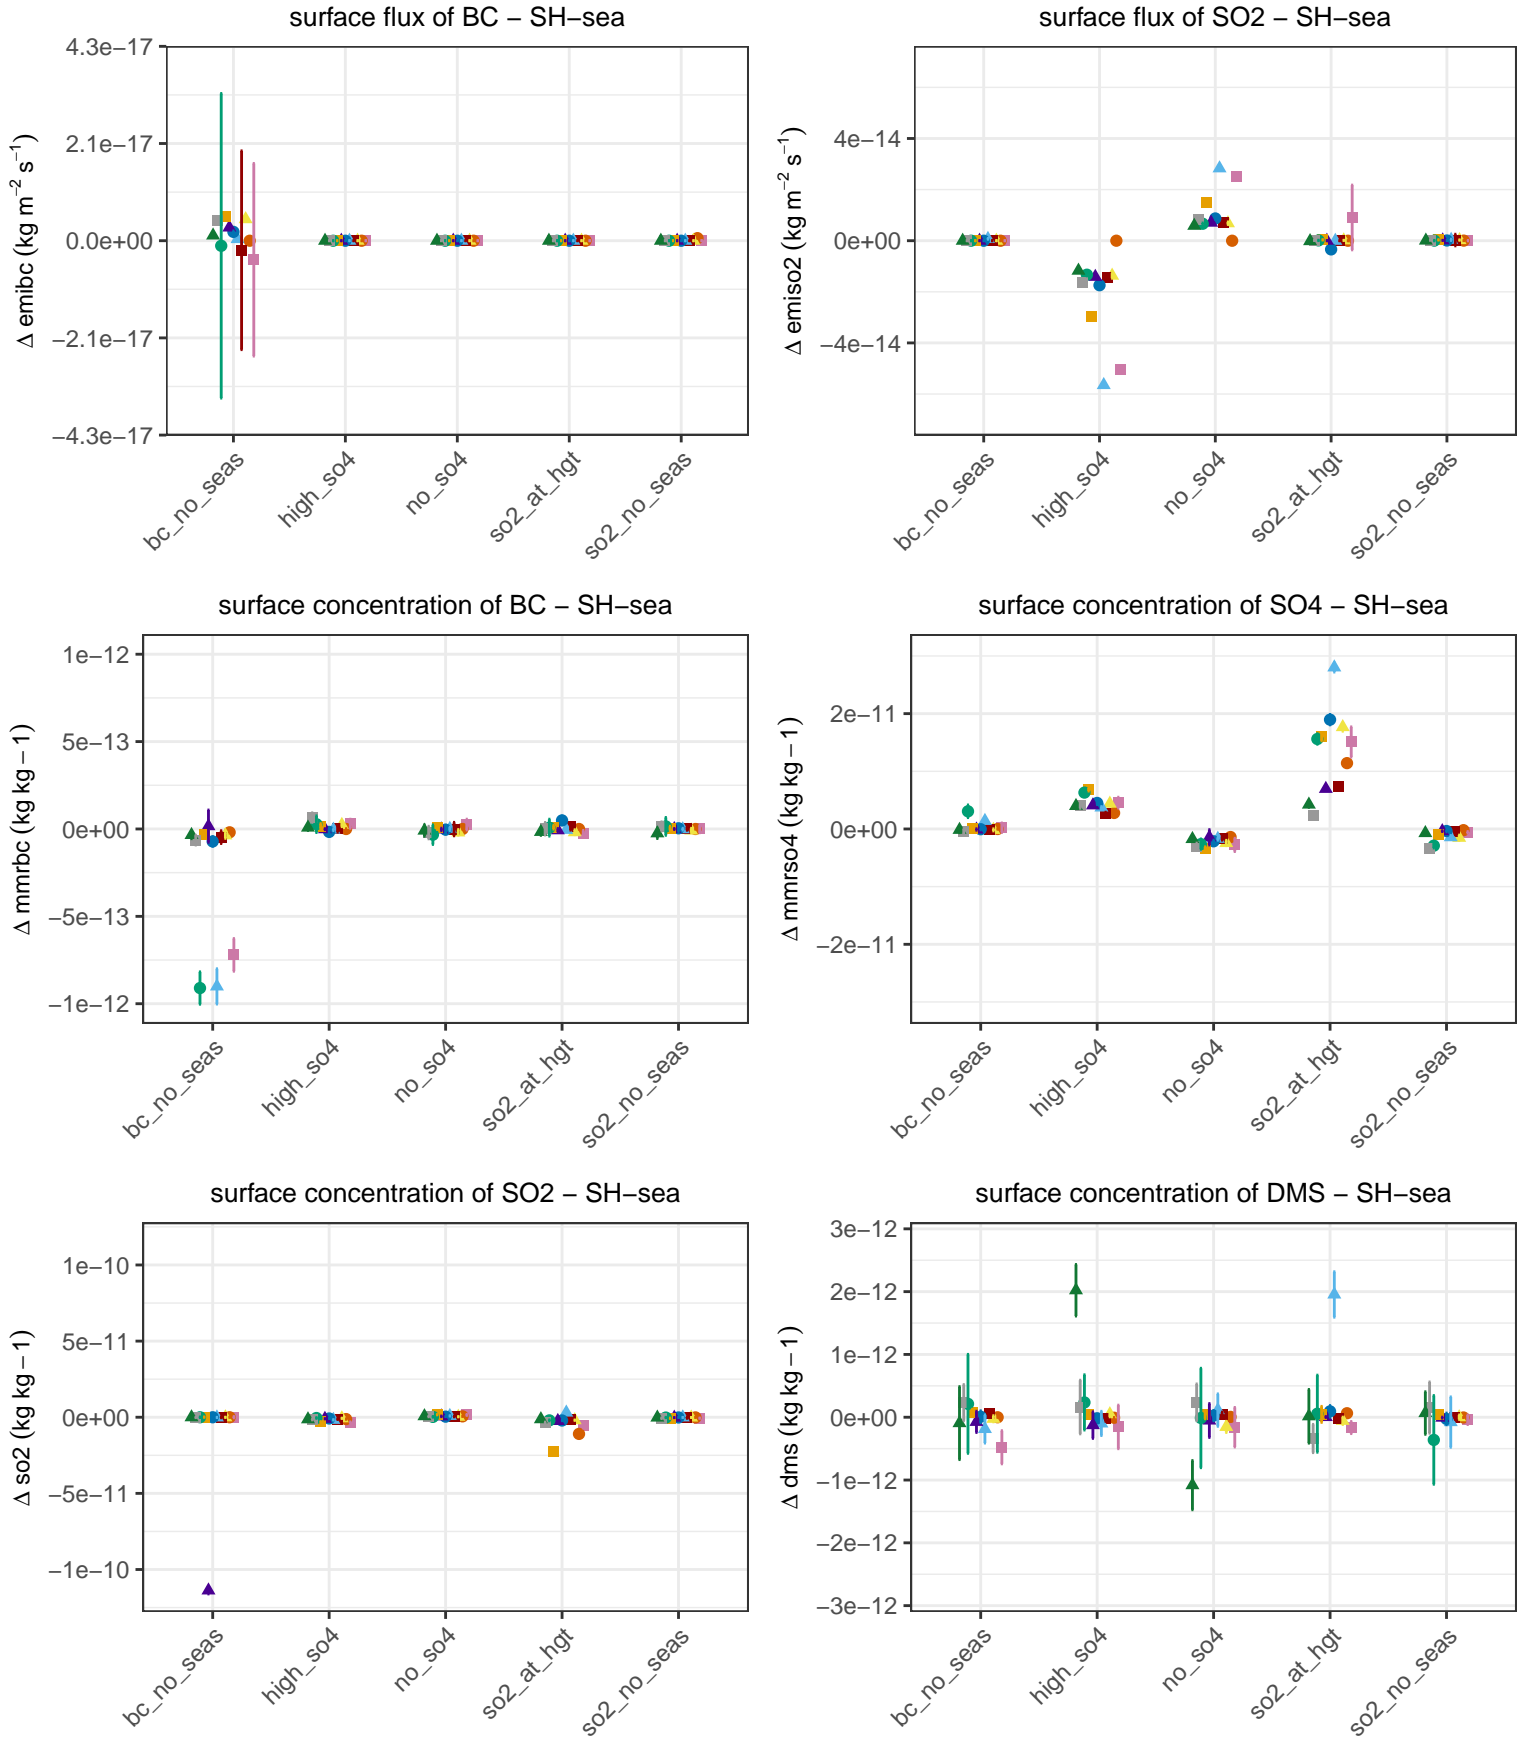 surface flux of BC − SH−sea
Δ emibc (kg m−2 s−1)
4.3e−17
2.1e−17
0.0e+00
−2.1e−17
−4.3e−17
bc_no_seas
high_so4
no_so4
so2_at_hgt
so2_no_seas
surface flux of SO2 − SH−sea
Δ emiso2 (kg m−2 s−1)
4e−14
0e+00
−4e−14
bc_no_seas
high_so4
no_so4
so2_at_hgt
so2_no_seas
surface concentration of BC − SH−sea
Δ mmrbc (kg kg − 1)
1e−12
5e−13
0e+00
−5e−13
−1e−12
bc_no_seas
high_so4
no_so4
so2_at_hgt
so2_no_seas
surface concentration of SO4 − SH−sea
Δ mmrso4 (kg kg − 1)
2e−11
0e+00
−2e−11
bc_no_seas
high_so4
no_so4
so2_at_hgt
so2_no_seas
surface concentration of SO2 − SH−sea
Δ so2 (kg kg − 1)
1e−10
5e−11
0e+00
−5e−11
−1e−10
bc_no_seas
high_so4
no_so4
so2_at_hgt
so2_no_seas
surface concentration of DMS − SH−sea
Δ dms (kg kg − 1)
3e−12
2e−12
1e−12
0e+00
−1e−12
−2e−12
−3e−12
bc_no_seas
high_so4
no_so4
so2_at_hgt
so2_no_seas